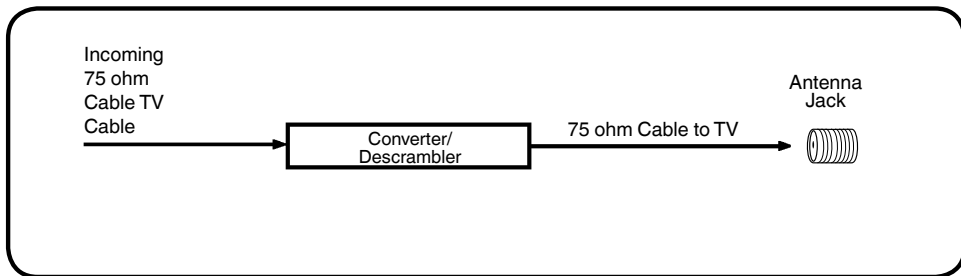 Incoming
75 ohm
Cable TV
Cable
Converter/
Descrambler
75 ohm Cable to TV
Antenna
Jack